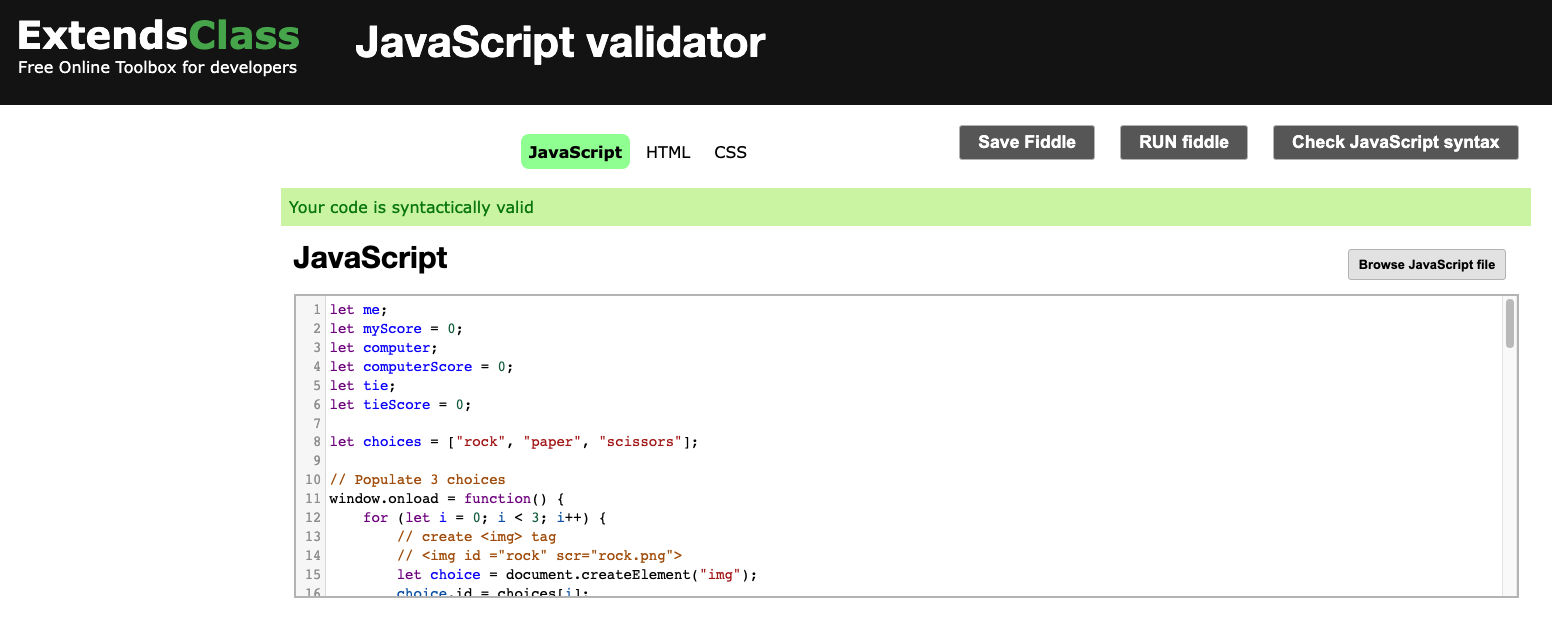 ExtendsClass
Free Online Toolbox for developers
JavaScript validator
JavaScript HTML CSS
Save Fiddle RUN fiddle Check JavaScript syntax
Your code is syntactically valid
JavaScript
Browse JavaScript file
1 let me;
2 let myScore = 0;
3 let computer;
4 let computerScore = 0;
5 let tie;
6 let tieScore = 0;
7
8 let choices = ["rock", "paper", "scissors"];
9
10 // Populate 3 choices
11 window.onload = function() {
12     for (let i = 0; i < 3; i++) {
13         // create <img> tag
14         // <img id ="rock" scr="rock.png">
15         let choice = document.createElement("img");
16         choice.id = choices[i];